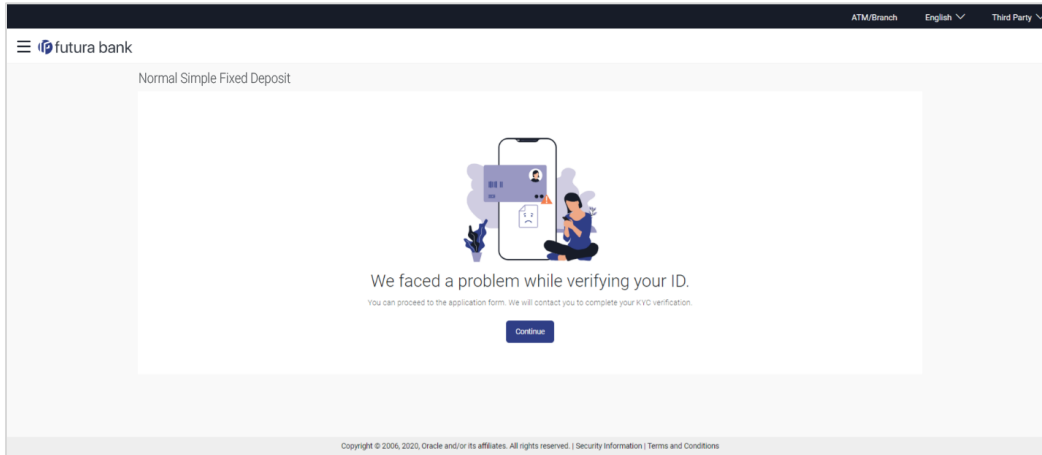 ATM/Branch English Third Party
futura bank
Normal Simple Fixed Deposit
We faced a problem while verifying your ID.
You can proceed to the application form. We will contact you to complete your KYC verification.
Continue
Copyright © 2006, 2020, Oracle and/or its affiliates. All rights reserved. | Security Information | Terms and Conditions